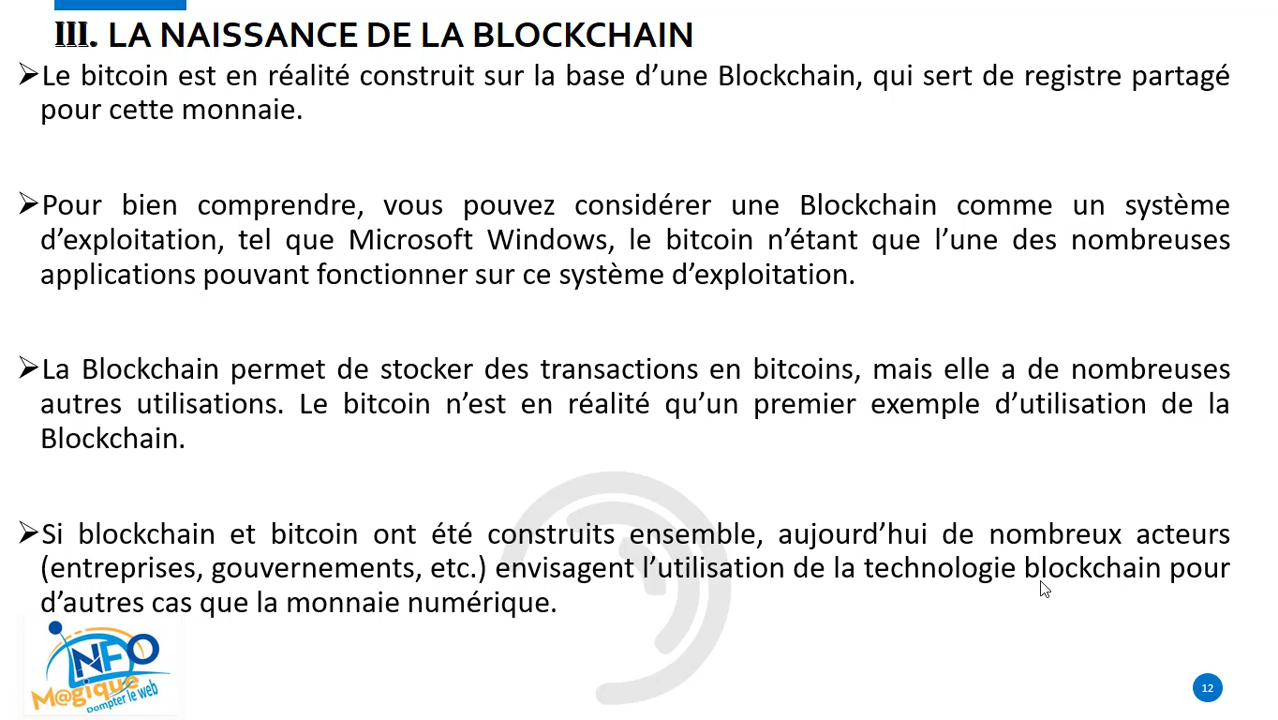 III. LA NAISSANCE DE LA BLOCKCHAIN
➢Le bitcoin est en réalité construit sur la base d’une Blockchain, qui sert de registre partagé
pour cette monnaie.
➢Pour bien comprendre, vous pouvez considérer une Blockchain comme un système
d’exploitation, tel que Microsoft Windows, le bitcoin n’étant que l’une des nombreuses
applications pouvant fonctionner sur ce système d’exploitation.
➢La Blockchain permet de stocker des transactions en bitcoins, mais elle a de nombreuses
autres utilisations. Le bitcoin n’est en réalité qu’un premier exemple d’utilisation de la
Blockchain.
➢Si blockchain et bitcoin ont été construits ensemble, aujourd’hui de nombreux acteurs
(entreprises, gouvernements, etc.) envisagent l’utilisation de la technologie blockchain pour
d’autres cas que la monnaie numérique.
INFO
M@gique
Dompter le web
12